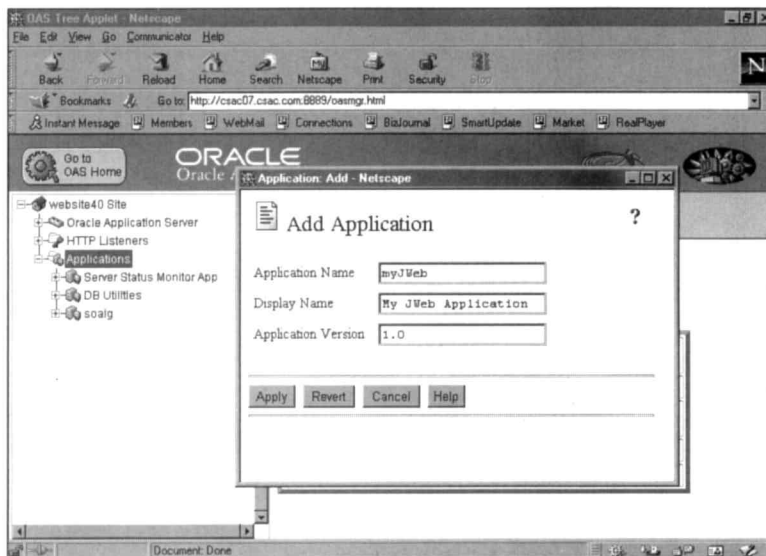 OAS Tree Applet - Netscape
File Edit View Go Communicator Help
Back Forward Reload Home Search Netscape Print Security Stop
Bookmarks Go to: http://csac07.csac.com:8889/oasmgr.html
Instant Message Members WebMail Connections BizJournal SmartUpdate Market RealPlayer
Go to
OAS Home
ORACLE
Oracle
Application: Add - Netscape
website40 Site
Oracle Application Server
HTTP Listeners
Applications
Server Status Monitor App
DB Utilities
soalg
Add Application ?
Application Name myJWeb
Display Name My JWeb Application
Application Version 1.0
Apply Revert Cancel Help
Document: Done